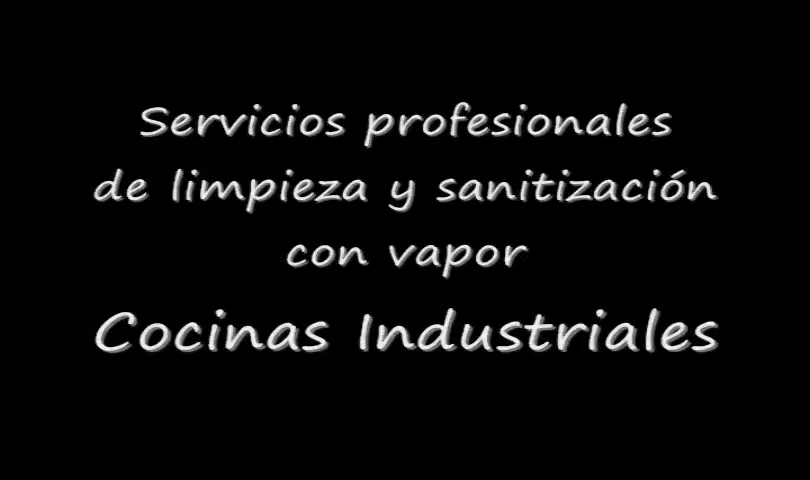 Servicios profesionales
de limpieza y sanitización
con vapor
Cocinas Industriales